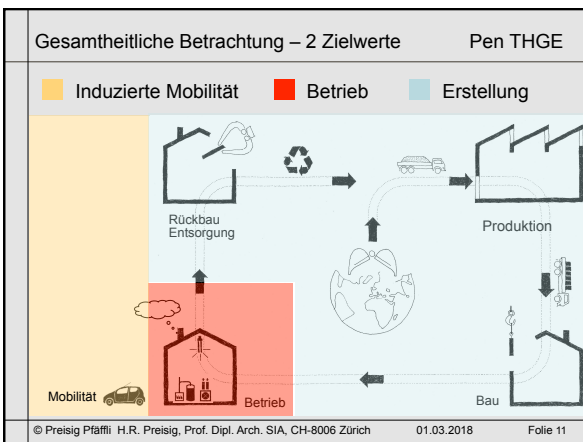 Gesamtheitliche Betrachtung – 2 Zielwerte Pen THGE
Induzierte Mobilität Betrieb Erstellung
Rückbau
Entsorgung
Produktion
Mobilität
Betrieb
Bau
© Preisig Pfäffli H.R. Preisig, Prof. Dipl. Arch. SIA, CH-8006 Zürich 01.03.2018 Folie 11